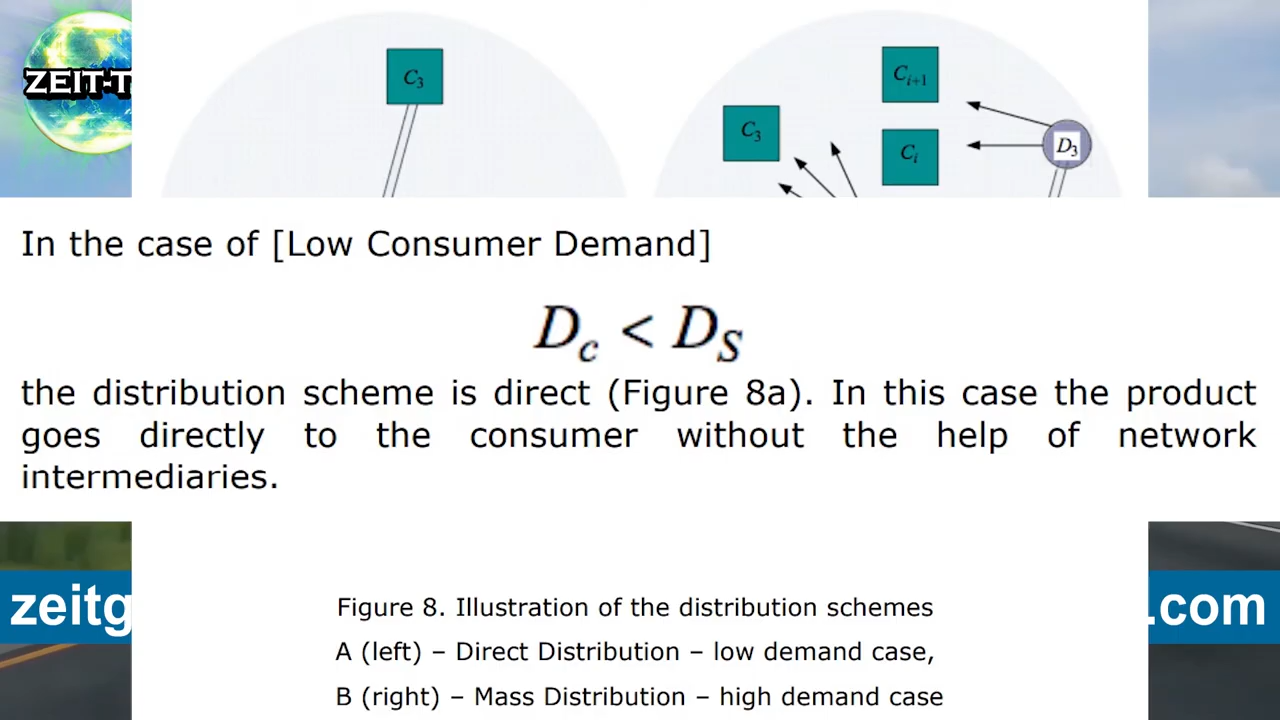 ZEIT-T
C3
Ci+1
C3
Ci
D3
In the case of [Low Consumer Demand]
Dc < DS
the distribution scheme is direct (Figure 8a). In this case the product
goes directly to the consumer without the help of network
intermediaries.
zeitg
.com
Figure 8. Illustration of the distribution schemes
A (left) – Direct Distribution – low demand case,
B (right) – Mass Distribution – high demand case